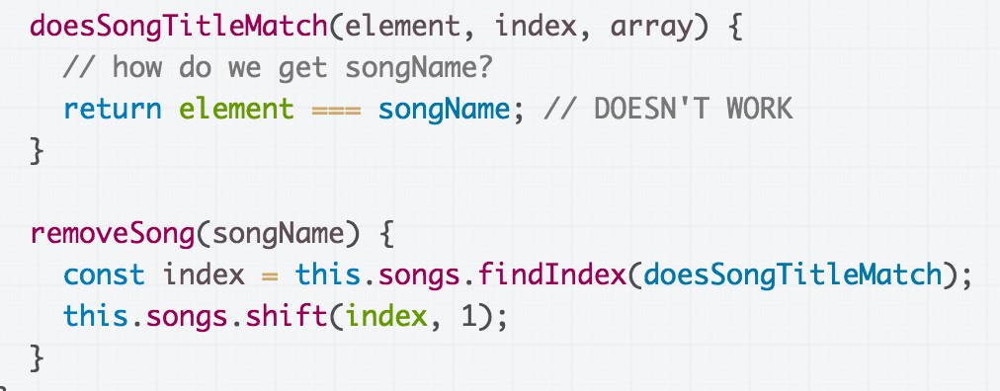 doesSongTitleMatch(element, index, array) {
// how do we get songName?
return element === songName; // DOESN'T WORK
}
removeSong(songName) {
const index = this.songs.findIndex(doesSongTitleMatch);
this.songs.shift(index, 1);
}